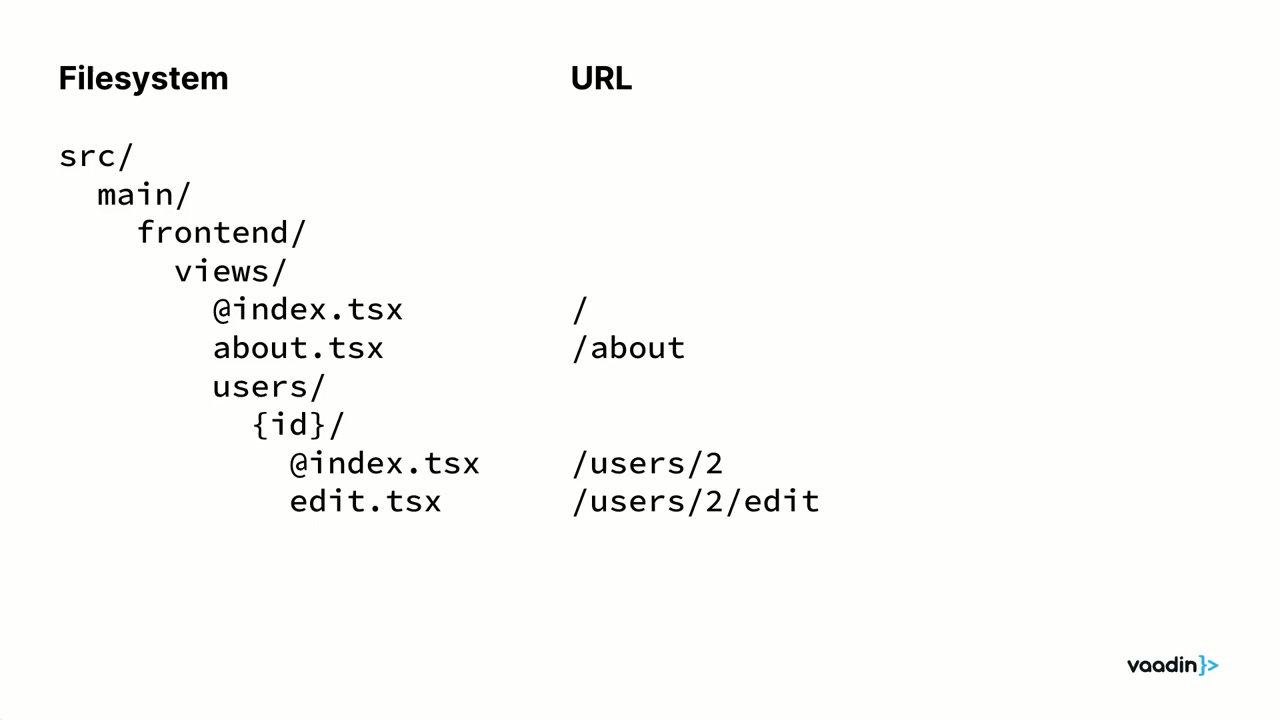 Filesystem URL
src/
main/
frontend/
views/
@index.tsx /
about.tsx /about
users/
{id}/
@index.tsx /users/2
edit.tsx /users/2/edit
vaadin}>